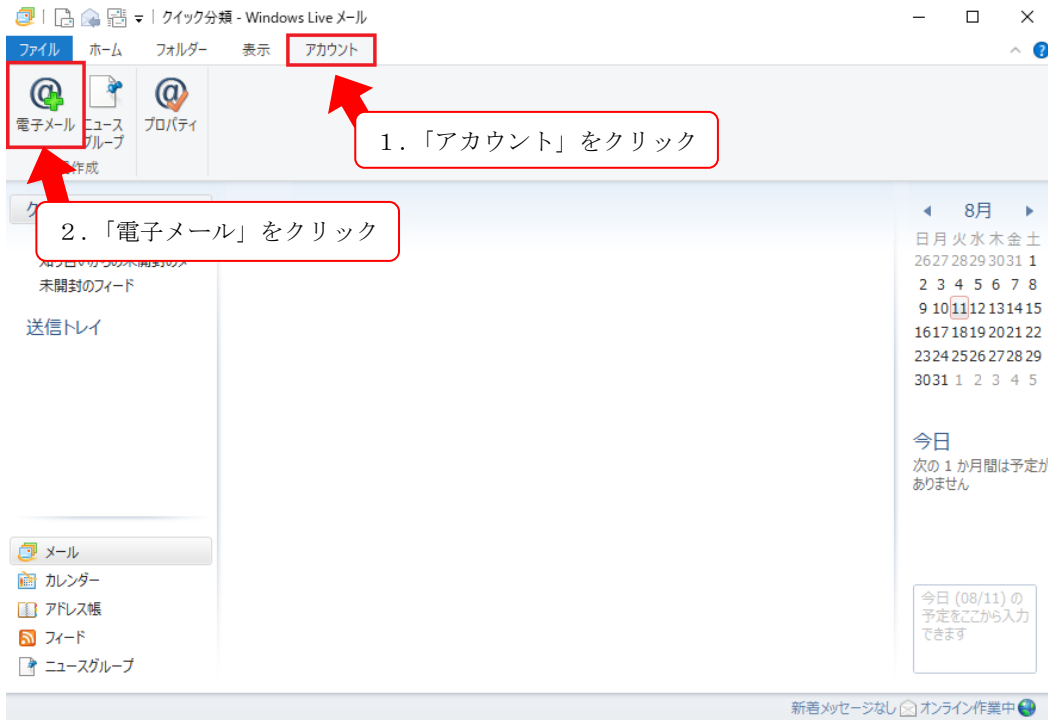 クイック分類 - Windows Live メール
ファイル ホーム フォルダー 表示 アカウント
電子メール ニュースグループ プロパティ
作成
1.「アカウント」をクリック
ク
2.「電子メール」をクリック
未開封のフィード
送信トレイ
メール
カレンダー
アドレス帳
フィード
ニュースグループ
8月
日 月 火 水 木 金 土
26 27 28 29 30 31 1
2 3 4 5 6 7 8
9 10 11 12 13 14 15
16 17 18 19 20 21 22
23 24 25 26 27 28 29
30 31 1 2 3 4 5
今日
次の 1 か月間は予定が
ありません
今日 (08/11) の
予定をここから入力
できます
新着メッセージなし オンライン作業中